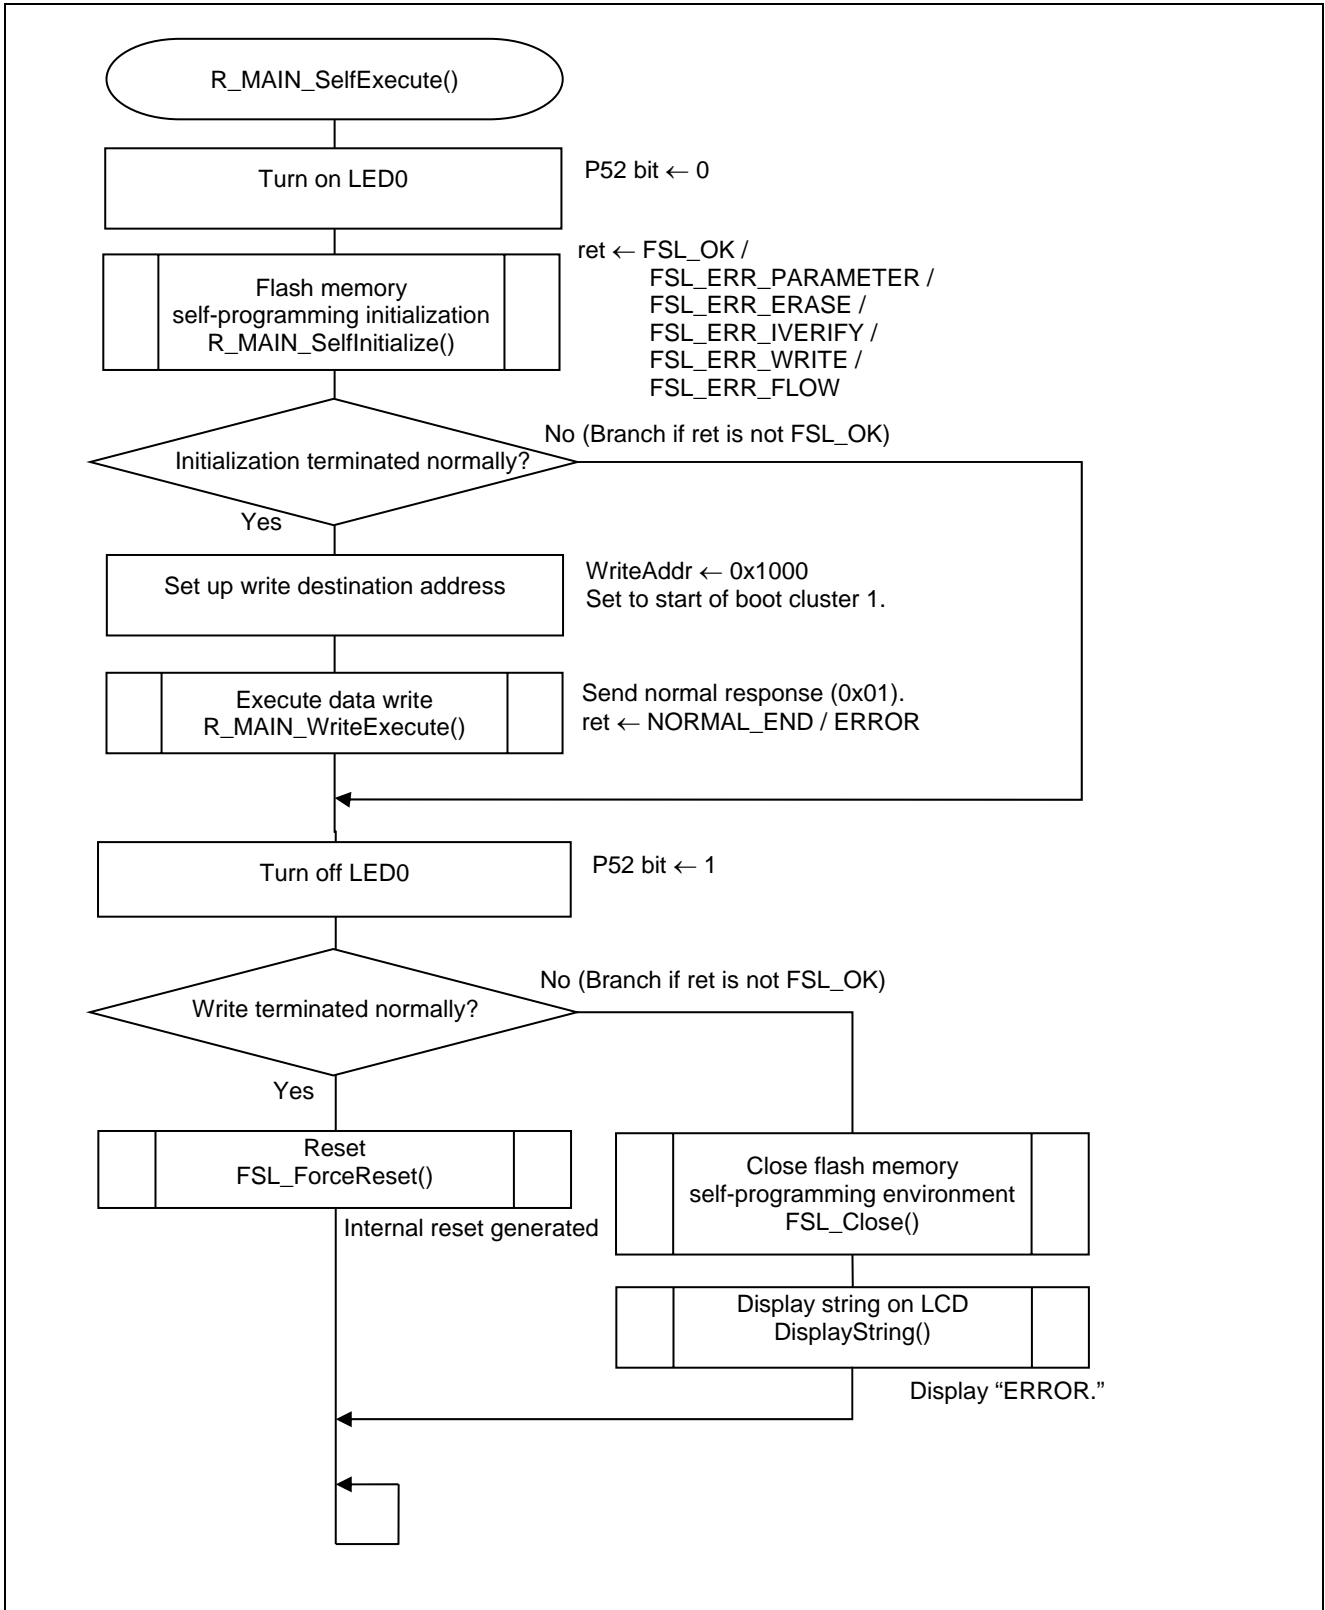 R_MAIN_SelfExecute()
Turn on LED0
P52 bit ← 0
Flash memory
self-programming initialization
R_MAIN_SelfInitialize()
ret ← FSL_OK /
FSL_ERR_PARAMETER /
FSL_ERR_ERASE /
FSL_ERR_IVERIFY /
FSL_ERR_WRITE /
FSL_ERR_FLOW
Initialization terminated normally?
No (Branch if ret is not FSL_OK)
Yes
Set up write destination address
WriteAddr ← 0x1000
Set to start of boot cluster 1.
Execute data write
R_MAIN_WriteExecute()
Send normal response (0x01).
ret ← NORMAL_END / ERROR
Turn off LED0
P52 bit ← 1
Write terminated normally?
No (Branch if ret is not FSL_OK)
Yes
Reset
FSL_ForceReset()
Internal reset generated
Close flash memory
self-programming environment
FSL_Close()
Display string on LCD
DisplayString()
Display “ERROR.”